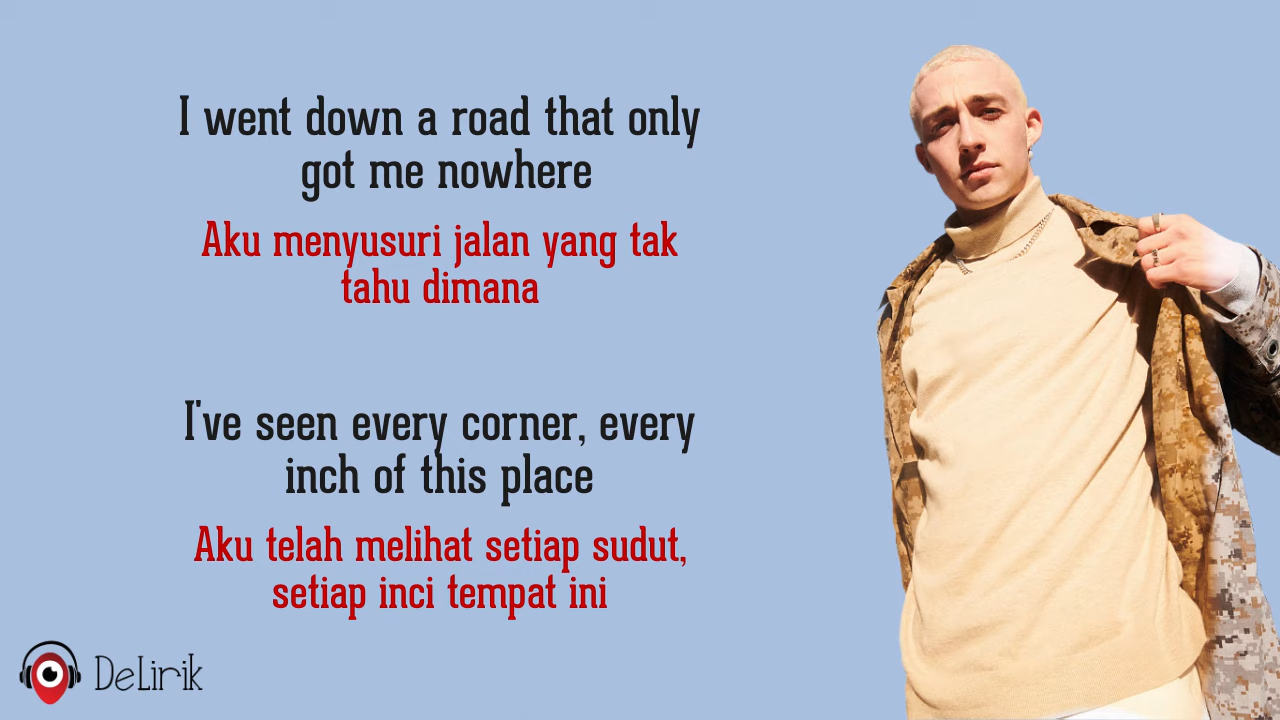 I went down a road that only
got me nowhere
Aku menyusuri jalan yang tak
tahu dimana
I've seen every corner, every
inch of this place
Aku telah melihat setiap sudut,
setiap inci tempat ini
DeLirik